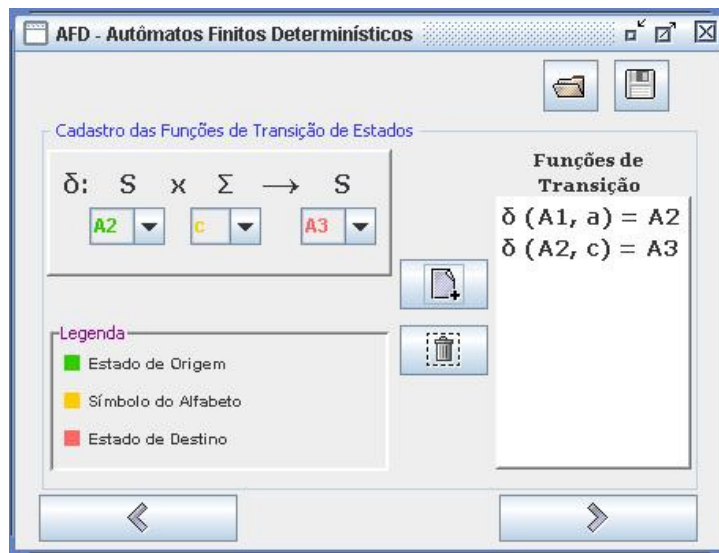 AFD - Autômatos Finitos Determinísticos
Cadastro das Funções de Transição de Estados
δ: S x Σ → S
A2 c A3
Funções de
Transição
δ (A1, a) = A2
δ (A2, c) = A3
Legenda
Estado de Origem
Símbolo do Alfabeto
Estado de Destino